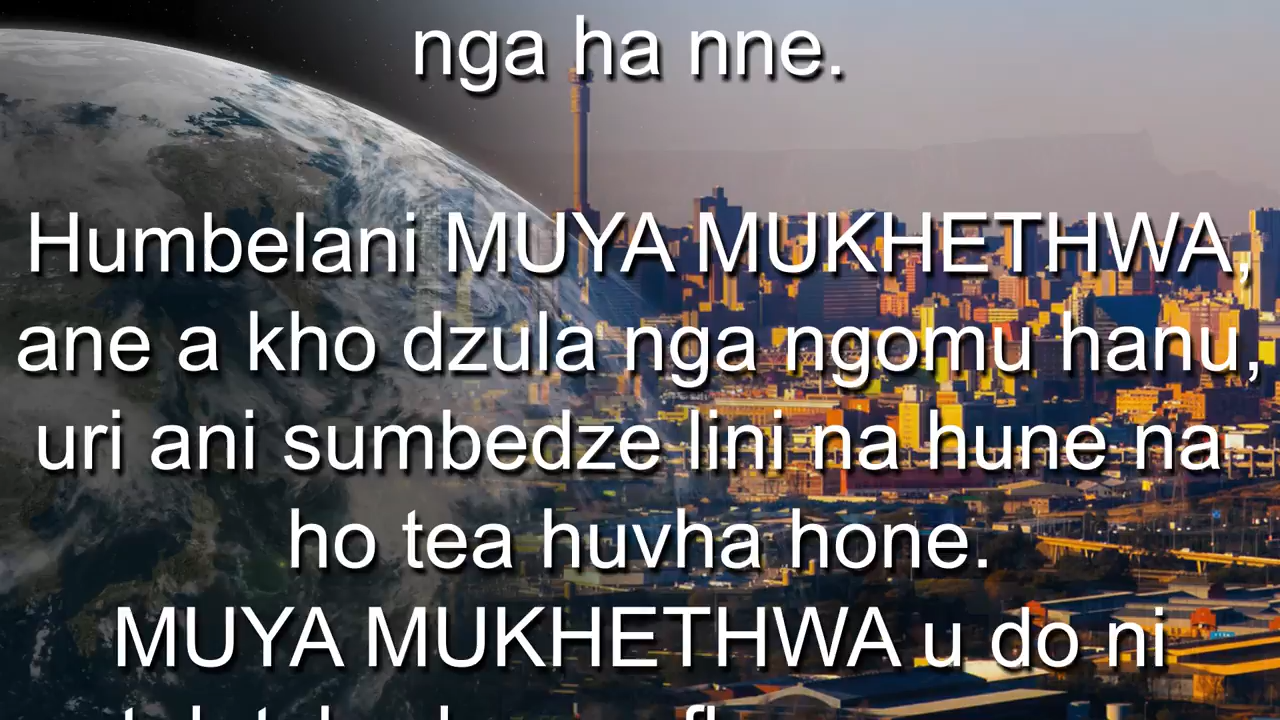 nga ha nne.
Humbelani MUYA MUKHETHWA,
ane a kho dzula nga ngomu hanu,
uri ani sumbedze lini na hune na
ho tea huvha hone.
MUYA MUKHETHWA u do ni